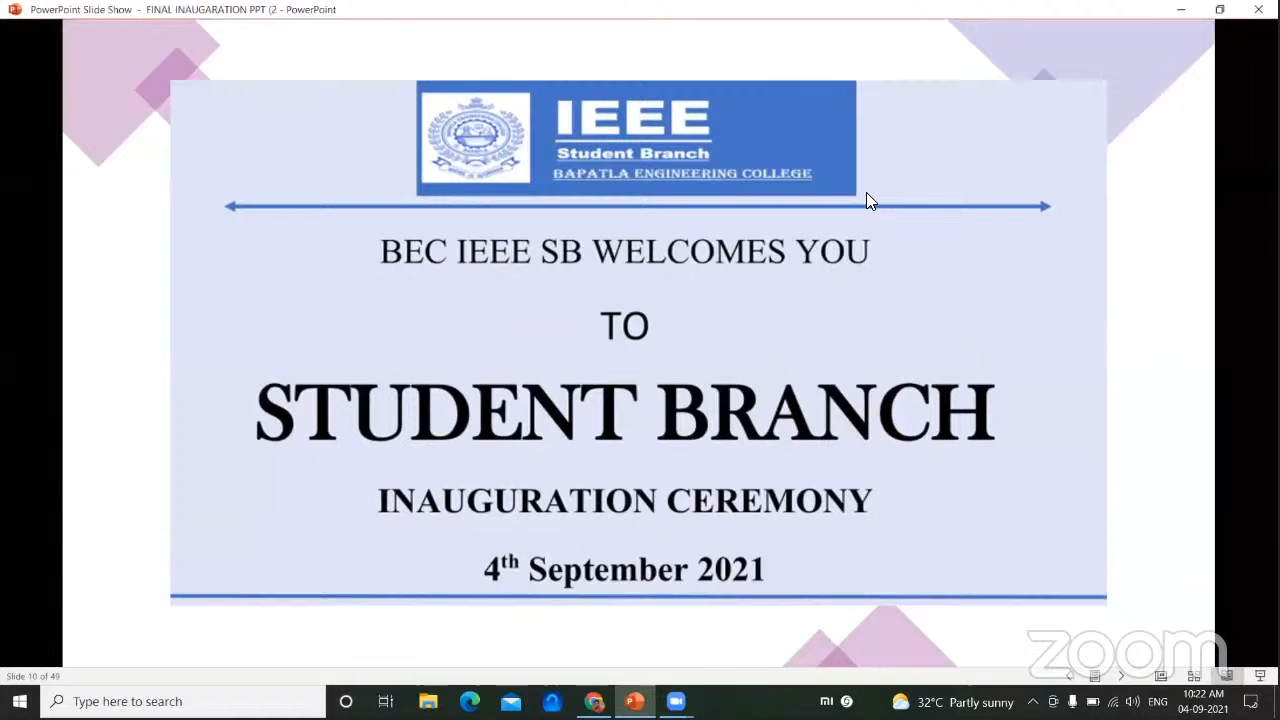 PowerPoint Slide Show - FINAL INAUGARATION PPT (2 - PowerPoint
IEEE
Student Branch
BAPATLA ENGINEERING COLLEGE
BEC IEEE SB WELCOMES YOU
TO
STUDENT BRANCH
INAUGURATION CEREMONY
4th September 2021
zoom
Slide 10 of 49
Type here to search
mi
32°C Partly sunny
ENG
10:22 AM
04-09-2021